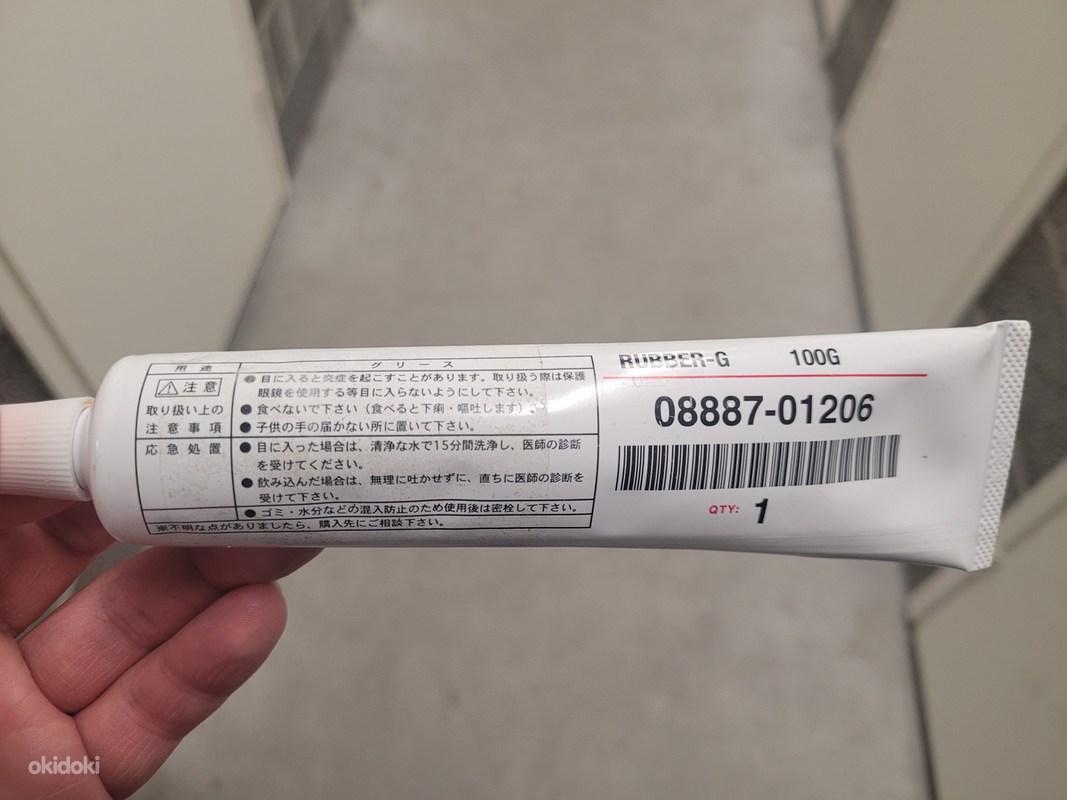 用途 グリース
⚠注意
● 目に入ると炎症を起こすことがあります。取り扱う際は保護
眼鏡を使用する等目に入らないようにして下さい。
取り扱い上の
注意事項
● 食べないで下さい（食べると下痢・嘔吐します）。
● 子供の手の届かない所に置いて下さい。
応急処置
● 目に入った場合は、清浄な水で15分間洗浄し、医師の診断
を受けてください。
● 飲み込んだ場合は、無理に吐かせずに、直ちに医師の診断を
受けて下さい。
● ゴミ・水分などの混入防止のため使用後は密栓して下さい。
※不明な点がありましたら、購入先にご相談下さい。
RUBBER-G 100G
08887-01206
QTY: 1
okidoki